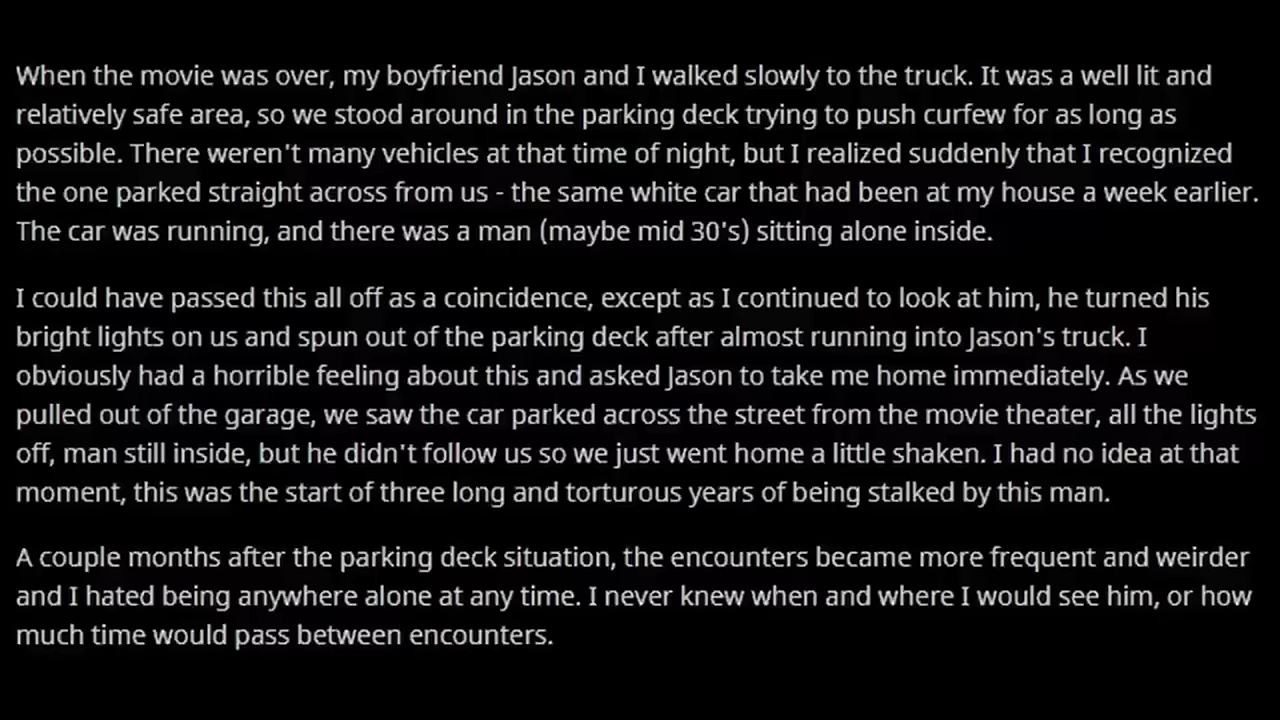 When the movie was over, my boyfriend Jason and I walked slowly to the truck. It was a well lit and
relatively safe area, so we stood around in the parking deck trying to push curfew for as long as
possible. There weren't many vehicles at that time of night, but I realized suddenly that I recognized
the one parked straight across from us - the same white car that had been at my house a week earlier.
The car was running, and there was a man (maybe mid 30's) sitting alone inside.
I could have passed this all off as a coincidence, except as I continued to look at him, he turned his
bright lights on us and spun out of the parking deck after almost running into Jason's truck. I
obviously had a horrible feeling about this and asked Jason to take me home immediately. As we
pulled out of the garage, we saw the car parked across the street from the movie theater, all the lights
off, man still inside, but he didn't follow us so we just went home a little shaken. I had no idea at that
moment, this was the start of three long and torturous years of being stalked by this man.
A couple months after the parking deck situation, the encounters became more frequent and weirder
and I hated being anywhere alone at any time. I never knew when and where I would see him, or how
much time would pass between encounters.